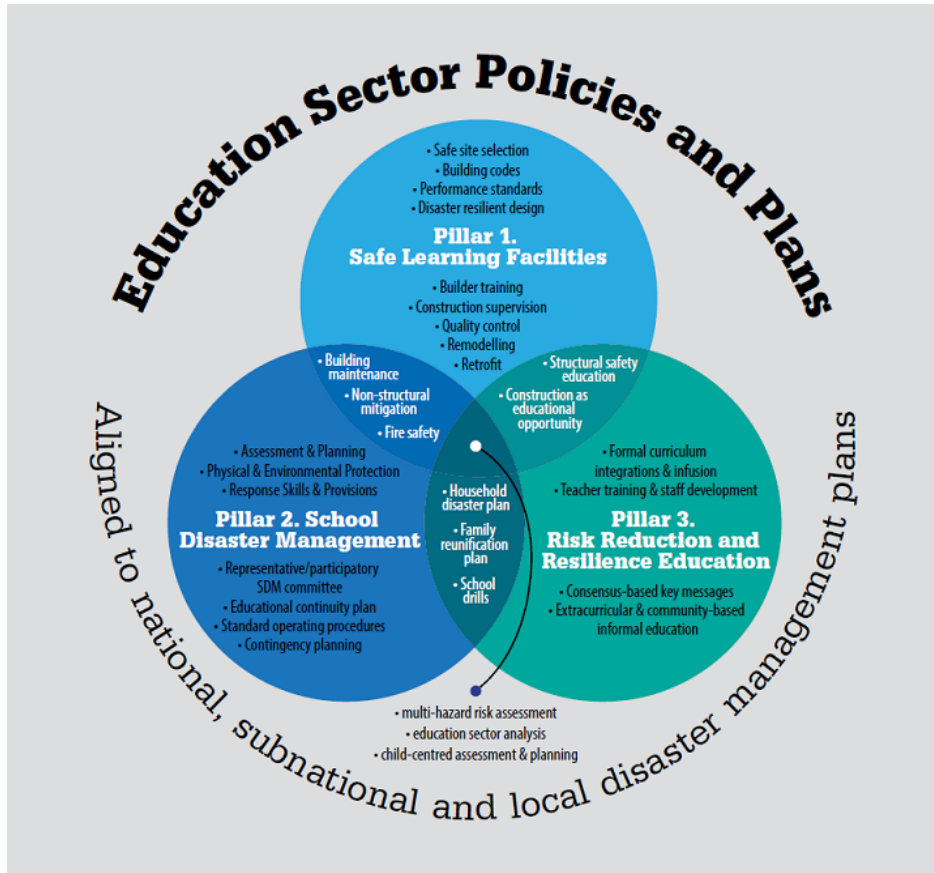 Education Sector Policies and Plans
• Safe site selection
• Building codes
• Performance standards
• Disaster resilient design
Pillar 1.
Safe Learning Facilities
• Builder training
• Construction supervision
• Quality control
• Remodelling
• Retrofit
• Building
maintenance
• Non-structural
mitigation
• Fire safety
• Structural safety
education
• Construction as
educational
opportunity
• Assessment & Planning
• Physical & Environmental Protection
• Response Skills & Provisions
Pillar 2. School
Disaster Management
• Representative/participatory
SDM committee
• Educational continuity plan
• Standard operating procedures
• Contingency planning
• Household
disaster plan
• Family
reunification
plan
• School
drills
• Formal curriculum
integrations & infusion
• Teacher training & staff development
Pillar 3.
Risk Reduction and
Resilience Education
• Consensus-based key messages
• Extracurricular & community-based
informal education
• multi-hazard risk assessment
• education sector analysis
• child-centred assessment & planning
Aligned to national, subnational and local disaster management plans